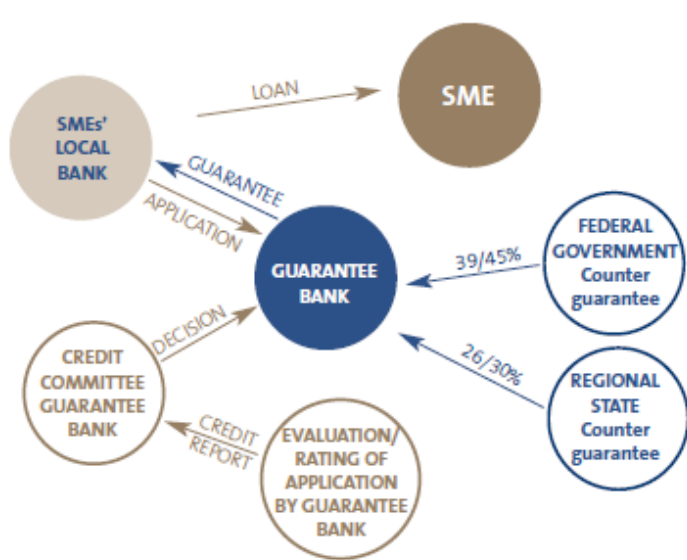 LOAN
SME
SMEs'
LOCAL
BANK
GUARANTEE
APPLICATION
GUARANTEE
BANK
39/45%
FEDERAL
GOVERNMENT
Counter
guarantee
DECISION
26/30%
CREDIT
COMMITTEE
GUARANTEE
BANK
REGIONAL
STATE
Counter
guarantee
CREDIT
REPORT
EVALUATION/
RATING OF
APPLICATION
BY GUARANTEE
BANK